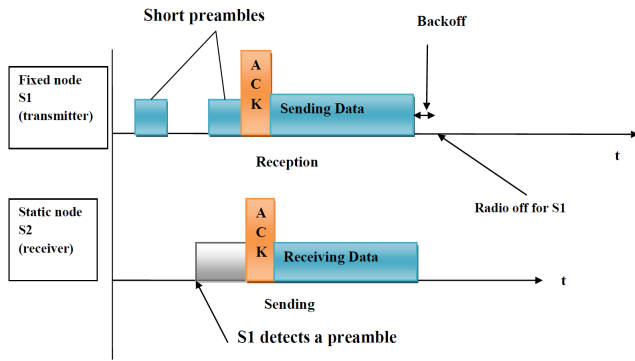 Short preambles
Backoff
Fixed node
S1
(transmitter)
A
C
K
Sending Data
Reception
t
Radio off for S1
Static node
S2
(receiver)
A
C
K
Receiving Data
t
Sending
S1 detects a preamble